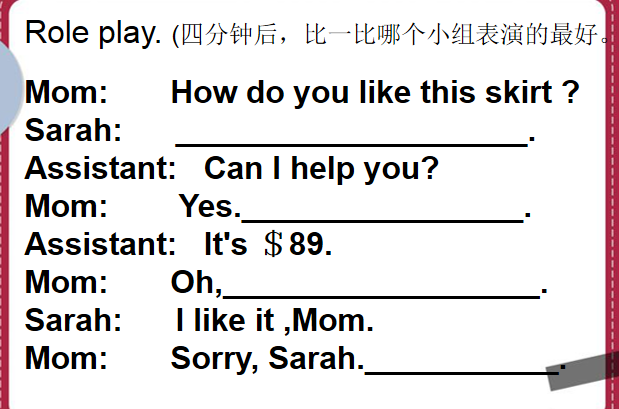 Role play. (四分钟后，比一比哪个小组表演的最好。
Mom: How do you like this skirt ?
Sarah: ____________________.
Assistant: Can I help you?
Mom: Yes.________________.
Assistant: It's $89.
Mom: Oh,__________________.
Sarah: I like it ,Mom.
Mom: Sorry, Sarah.___________.